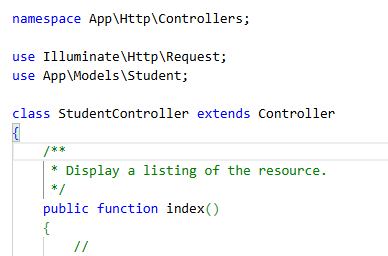 namespace App\Http\Controllers;
use Illuminate\Http\Request;
use App\Models\Student;
class StudentController extends Controller
{
/**
* Display a listing of the resource.
*/
public function index()
{
//